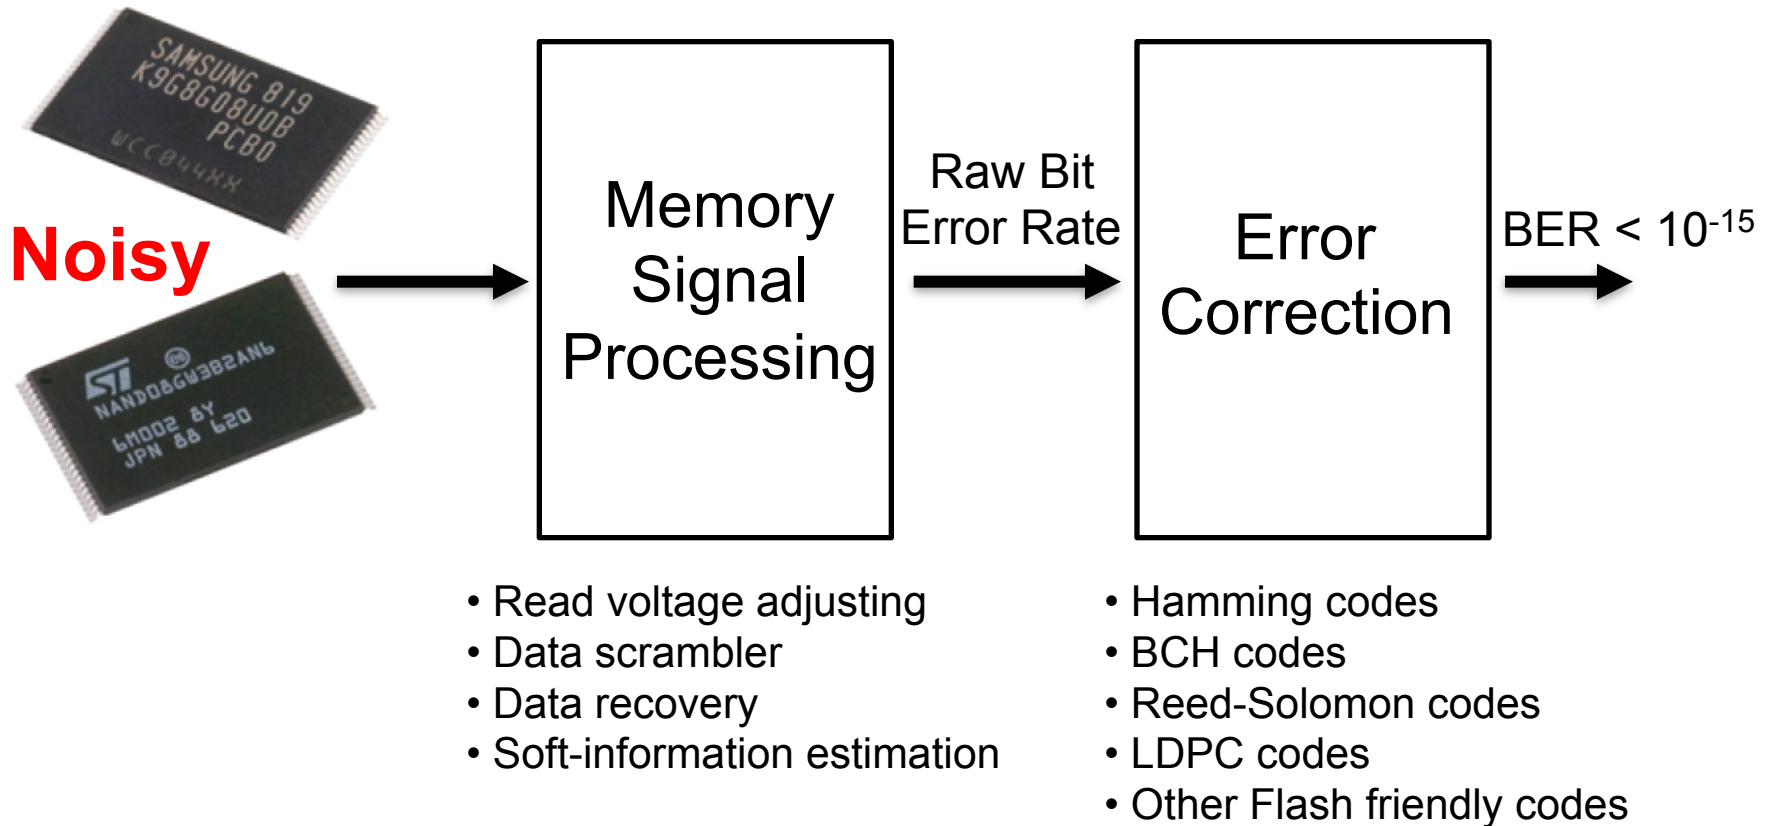 SAMSUNG 819
K9G8G08U0B
PCB0
WCC044XX
Noisy
ST
NAND08GW3B2AN6
6M002 8Y
JPN 88 620
Memory
Signal
Processing
Raw Bit
Error Rate
Error
Correction
BER < 10⁻¹⁵
• Read voltage adjusting
• Data scrambler
• Data recovery
• Soft-information estimation
• Hamming codes
• BCH codes
• Reed-Solomon codes
• LDPC codes
• Other Flash friendly codes